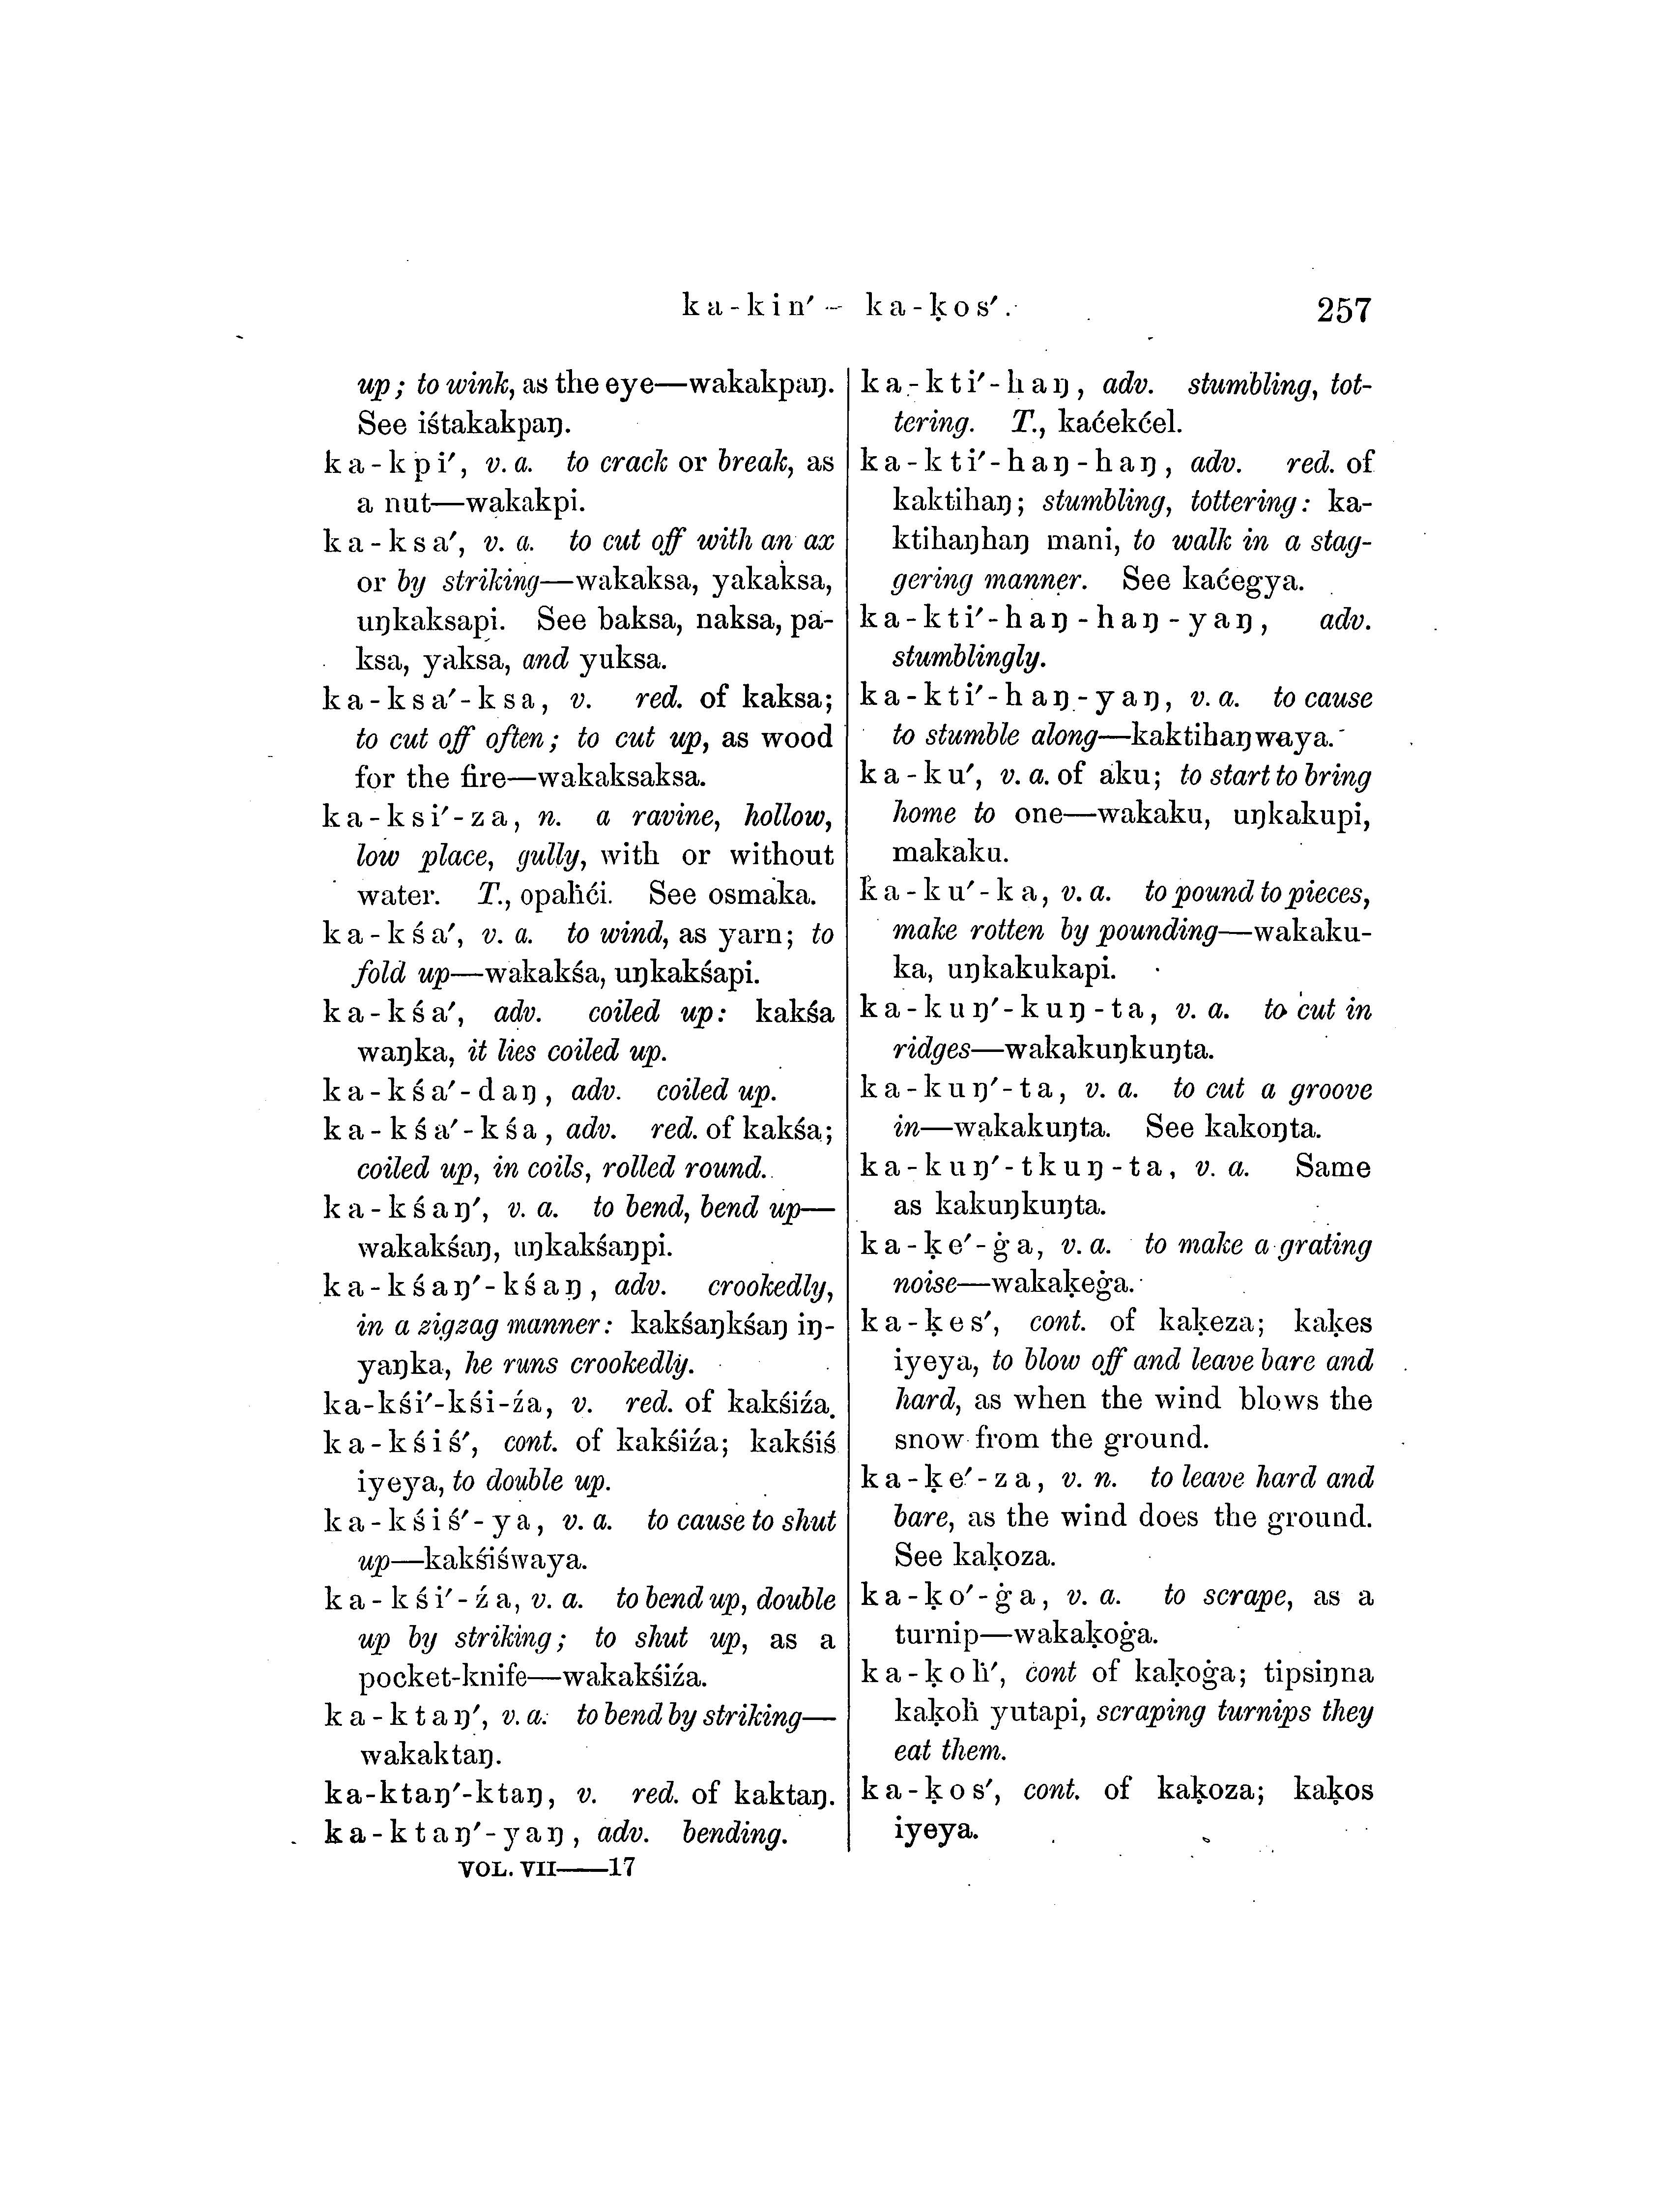 ka-kin′ — ka-ḳos′.
257
up; to wink, as the eye—wakakpaŋ.
See iśtakakpaŋ.
ka-kpi′, v. a. to crack or break, as
a nut—wakakpi.
ka-ksa′, v. a. to cut off with an ax
or by striking—wakaksa, yakaksa,
uŋkaksapi. See baksa, naksa, pa-
ksa, yaksa, and yuksa.
ka-ksa′-ksa, v. red. of kaksa;
to cut off often; to cut up, as wood
for the fire—wakaksaksa.
ka-ksi′-za, n. a ravine, hollow,
low place, gully, with or without
water. T., opaḣći. See osmaka.
ka-kśa′, v. a. to wind, as yarn; to
fold up—wakakśa, uŋkakśapi.
ka-kśa′, adv. coiled up: kakśa
waŋka, it lies coiled up.
ka-kśa′-daŋ, adv. coiled up.
ka-kśa′-kśa, adv. red. of kakśa;
coiled up, in coils, rolled round.
ka-kśaŋ′, v. a. to bend, bend up—
wakakśaŋ, uŋkakśaŋpi.
ka-kśaŋ′-kśaŋ, adv. crookedly,
in a zigzag manner: kakśaŋkśaŋ iŋ-
yaŋka, he runs crookedly.
ka-kśi′-kśi-źa, v. red. of kakśiźa.
ka-kśiś′, cont. of kakśiźa; kakśiś
iyeya, to double up.
ka-kśiś′-ya, v. a. to cause to shut
up—kakśiśwaya.
ka-kśi′-źa, v. a. to bend up, double
up by striking; to shut up, as a
pocket-knife—wakakśiźa.
ka-ktaŋ′, v. a. to bend by striking—
wakaktaŋ.
ka-ktaŋ′-ktaŋ, v. red. of kaktaŋ.
ka-ktaŋ′-yaŋ, adv. bending.
VOL. VII——17
ka-kti′-haŋ, adv. stumbling, tot-
tering. T., kaćekćel.
ka-kti′-haŋ-haŋ, adv. red. of
kaktihaŋ; stumbling, tottering: ka-
ktihaŋhaŋ mani, to walk in a stag-
gering manner. See kaćegya.
ka-kti′-haŋ-haŋ-yaŋ, adv.
stumblingly.
ka-kti′-haŋ-yaŋ, v. a. to cause
to stumble along—kaktihaŋwaya.
ka-ku′, v. a. of aku; to start to bring
home to one—wakaku, uŋkakupi,
makaku.
ka-ku′-ka, v. a. to pound to pieces,
make rotten by pounding—wakaku-
ka, uŋkakukapi.
ka-kuŋ′-kuŋ-ta, v. a. to cut in
ridges—wakakuŋkuŋta.
ka-kuŋ′-ta, v. a. to cut a groove
in—wakakuŋta. See kakoŋta.
ka-kuŋ′-tkuŋ-ta, v. a. Same
as kakuŋkuŋta.
ka-ḳe′-ġa, v. a. to make a grating
noise—wakaḳeġa.
ka-ḳes′, cont. of kaḳeza; kaḳes
iyeya, to blow off and leave bare and
hard, as when the wind blows the
snow from the ground.
ka-ḳe′-za, v. n. to leave hard and
bare, as the wind does the ground.
See kaḳoza.
ka-ḳo′-ġa, v. a. to scrape, as a
turnip—wakaḳoġa.
ka-ḳoḣ′, cont of kaḳoġa; tipsiŋna
kaḳoḣ yutapi, scraping turnips they
eat them.
ka-ḳos′, cont. of kaḳoza; kaḳos
iyeya.